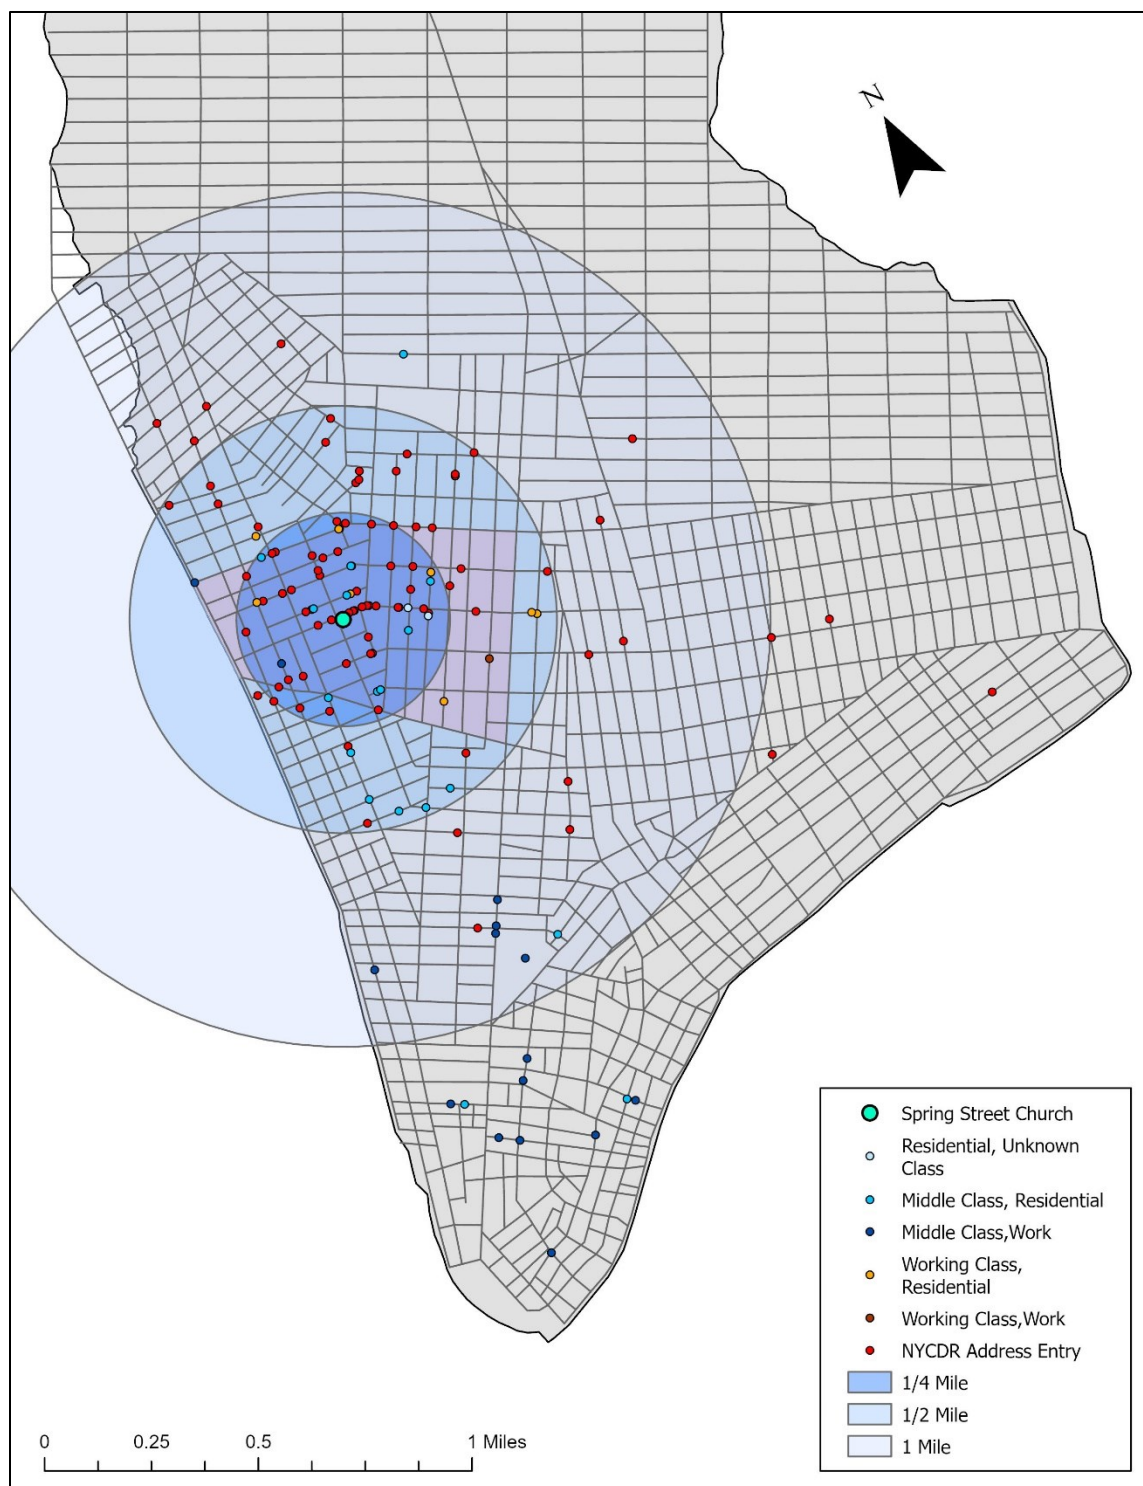 N
Spring Street Church
Residential, Unknown
Class
Middle Class, Residential
Middle Class,Work
Working Class,
Residential
Working Class,Work
NYCDR Address Entry
1/4 Mile
1/2 Mile
1 Mile
0 0.25 0.5 1 Miles